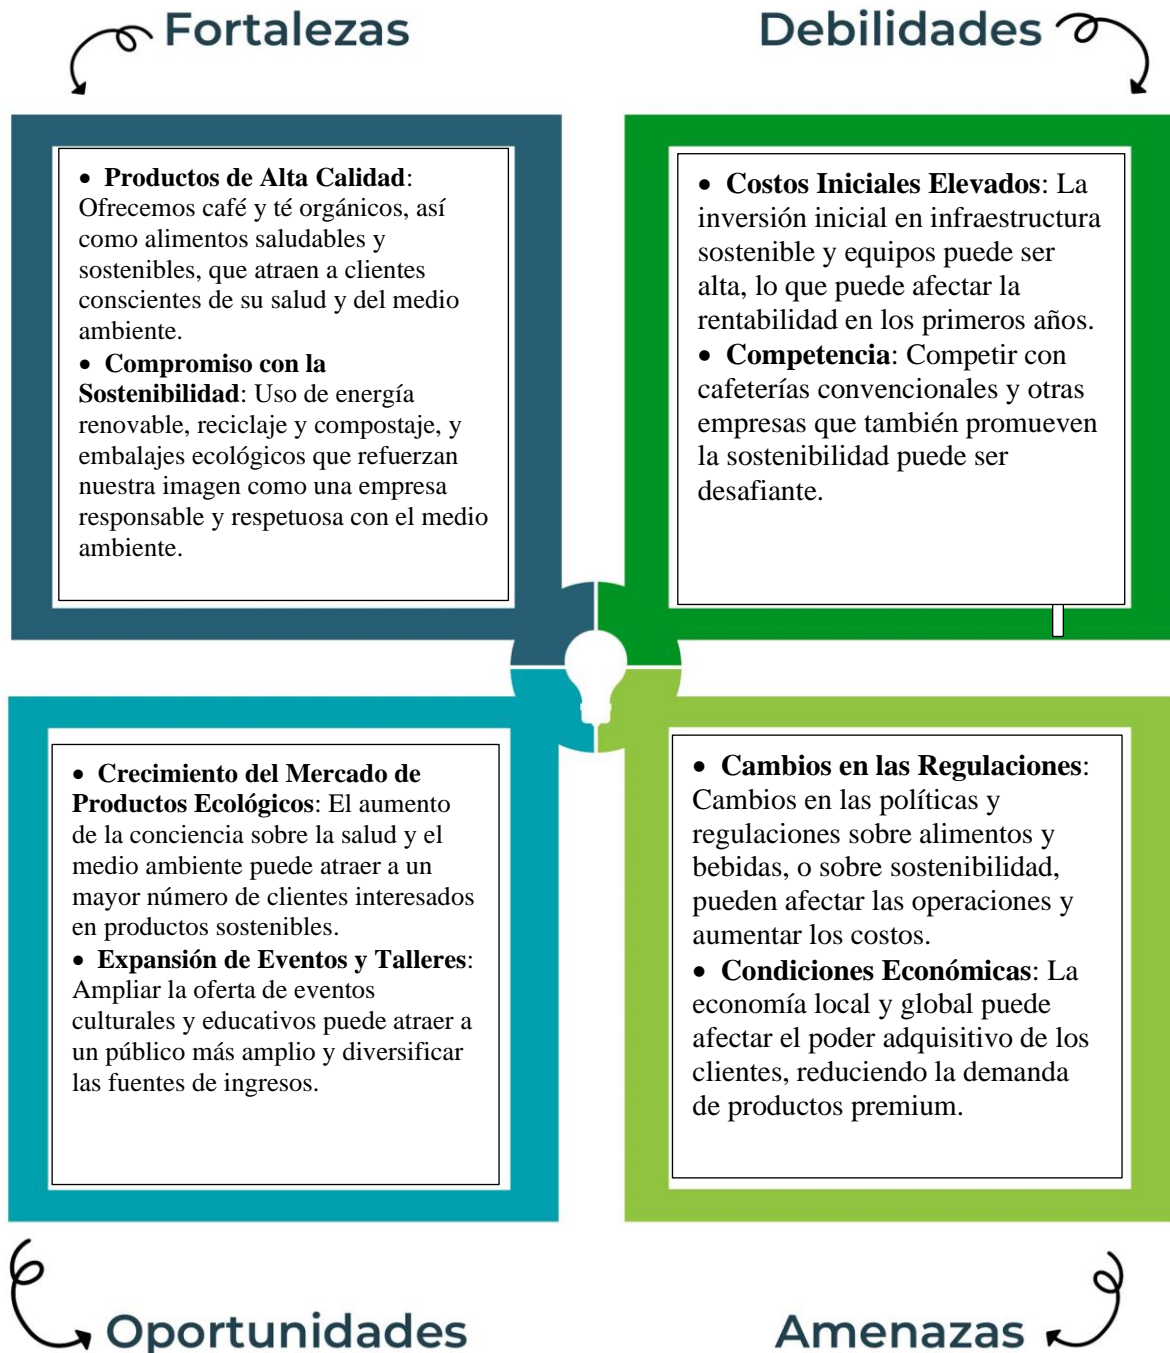 Fortalezas
• Productos de Alta Calidad:
Ofrecemos café y té orgánicos, así
como alimentos saludables y
sostenibles, que atraen a clientes
conscientes de su salud y del medio
ambiente.
• Compromiso con la
Sostenibilidad: Uso de energía
renovable, reciclaje y compostaje, y
embalajes ecológicos que refuerzan
nuestra imagen como una empresa
responsable y respetuosa con el medio
ambiente.
Debilidades
• Costos Iniciales Elevados: La
inversión inicial en infraestructura
sostenible y equipos puede ser
alta, lo que puede afectar la
rentabilidad en los primeros años.
• Competencia: Competir con
cafeterías convencionales y otras
empresas que también promueven
la sostenibilidad puede ser
desafiante.
• Crecimiento del Mercado de
Productos Ecológicos: El aumento
de la conciencia sobre la salud y el
medio ambiente puede atraer a un
mayor número de clientes interesados
en productos sostenibles.
• Expansión de Eventos y Talleres:
Ampliar la oferta de eventos
culturales y educativos puede atraer a
un público más amplio y diversificar
las fuentes de ingresos.
Oportunidades
• Cambios en las Regulaciones:
Cambios en las políticas y
regulaciones sobre alimentos y
bebidas, o sobre sostenibilidad,
pueden afectar las operaciones y
aumentar los costos.
• Condiciones Económicas: La
economía local y global puede
afectar el poder adquisitivo de los
clientes, reduciendo la demanda
de productos premium.
Amenazas